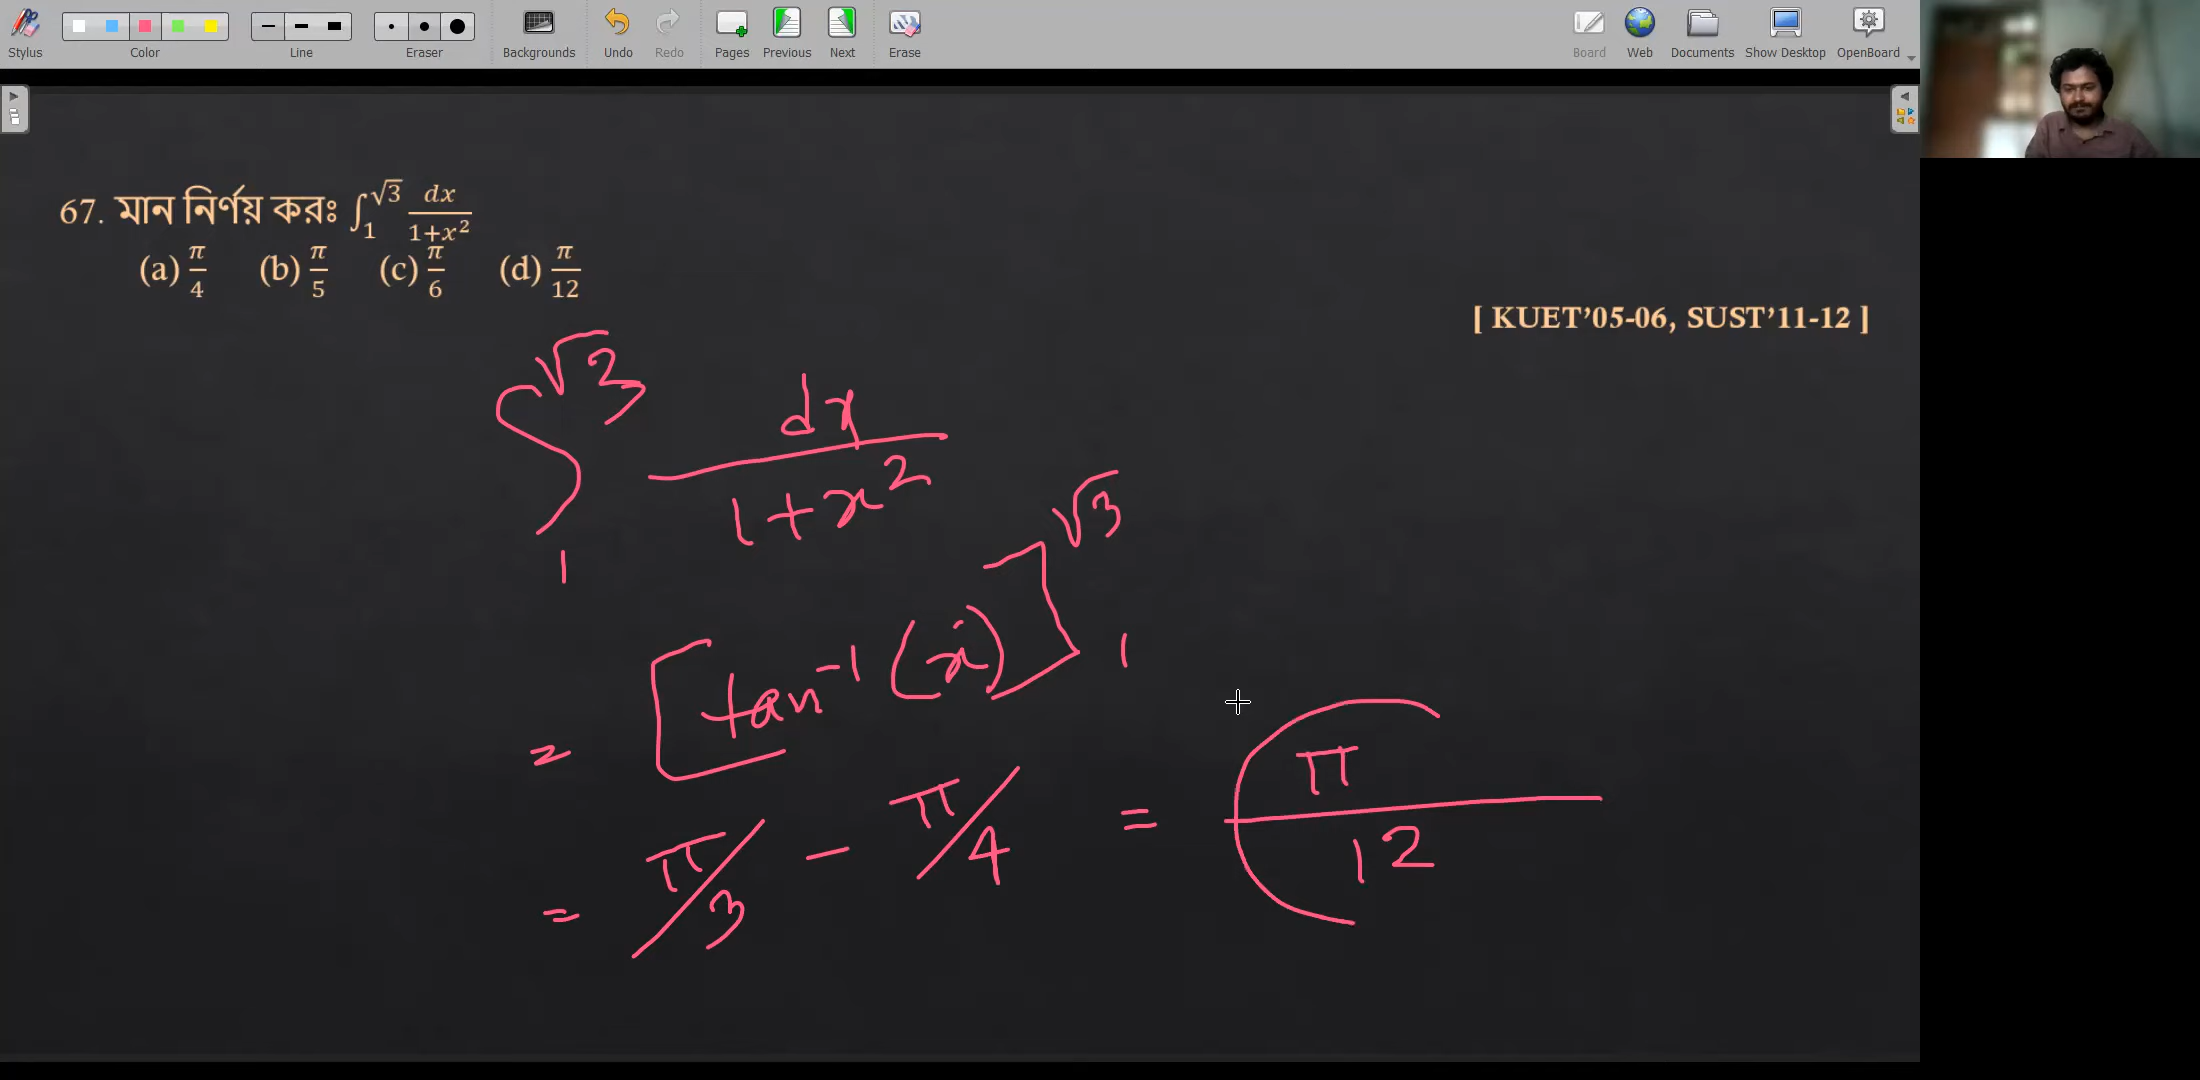 Stylus Color Line Eraser Backgrounds Undo Redo Pages Previous Next Erase Board Web Documents Show Desktop OpenBoard
67. মান নির্ণয় করঃ ∫₁^√3 dx/(1+x²)
(a) π/4 (b) π/5 (c) π/6 (d) π/12
[ KUET’05-06, SUST’11-12 ]
∫₁^√3 dx/(1+x²)
= [tan⁻¹(x)]₁^√3
= π/3 − π/4 = π/12